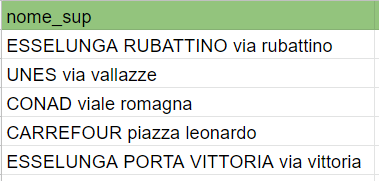 nome_sup
ESSELUNGA RUBATTINO via rubattino
UNES via vallazze
CONAD viale romagna
CARREFOUR piazza leonardo
ESSELUNGA PORTA VITTORIA via vittoria